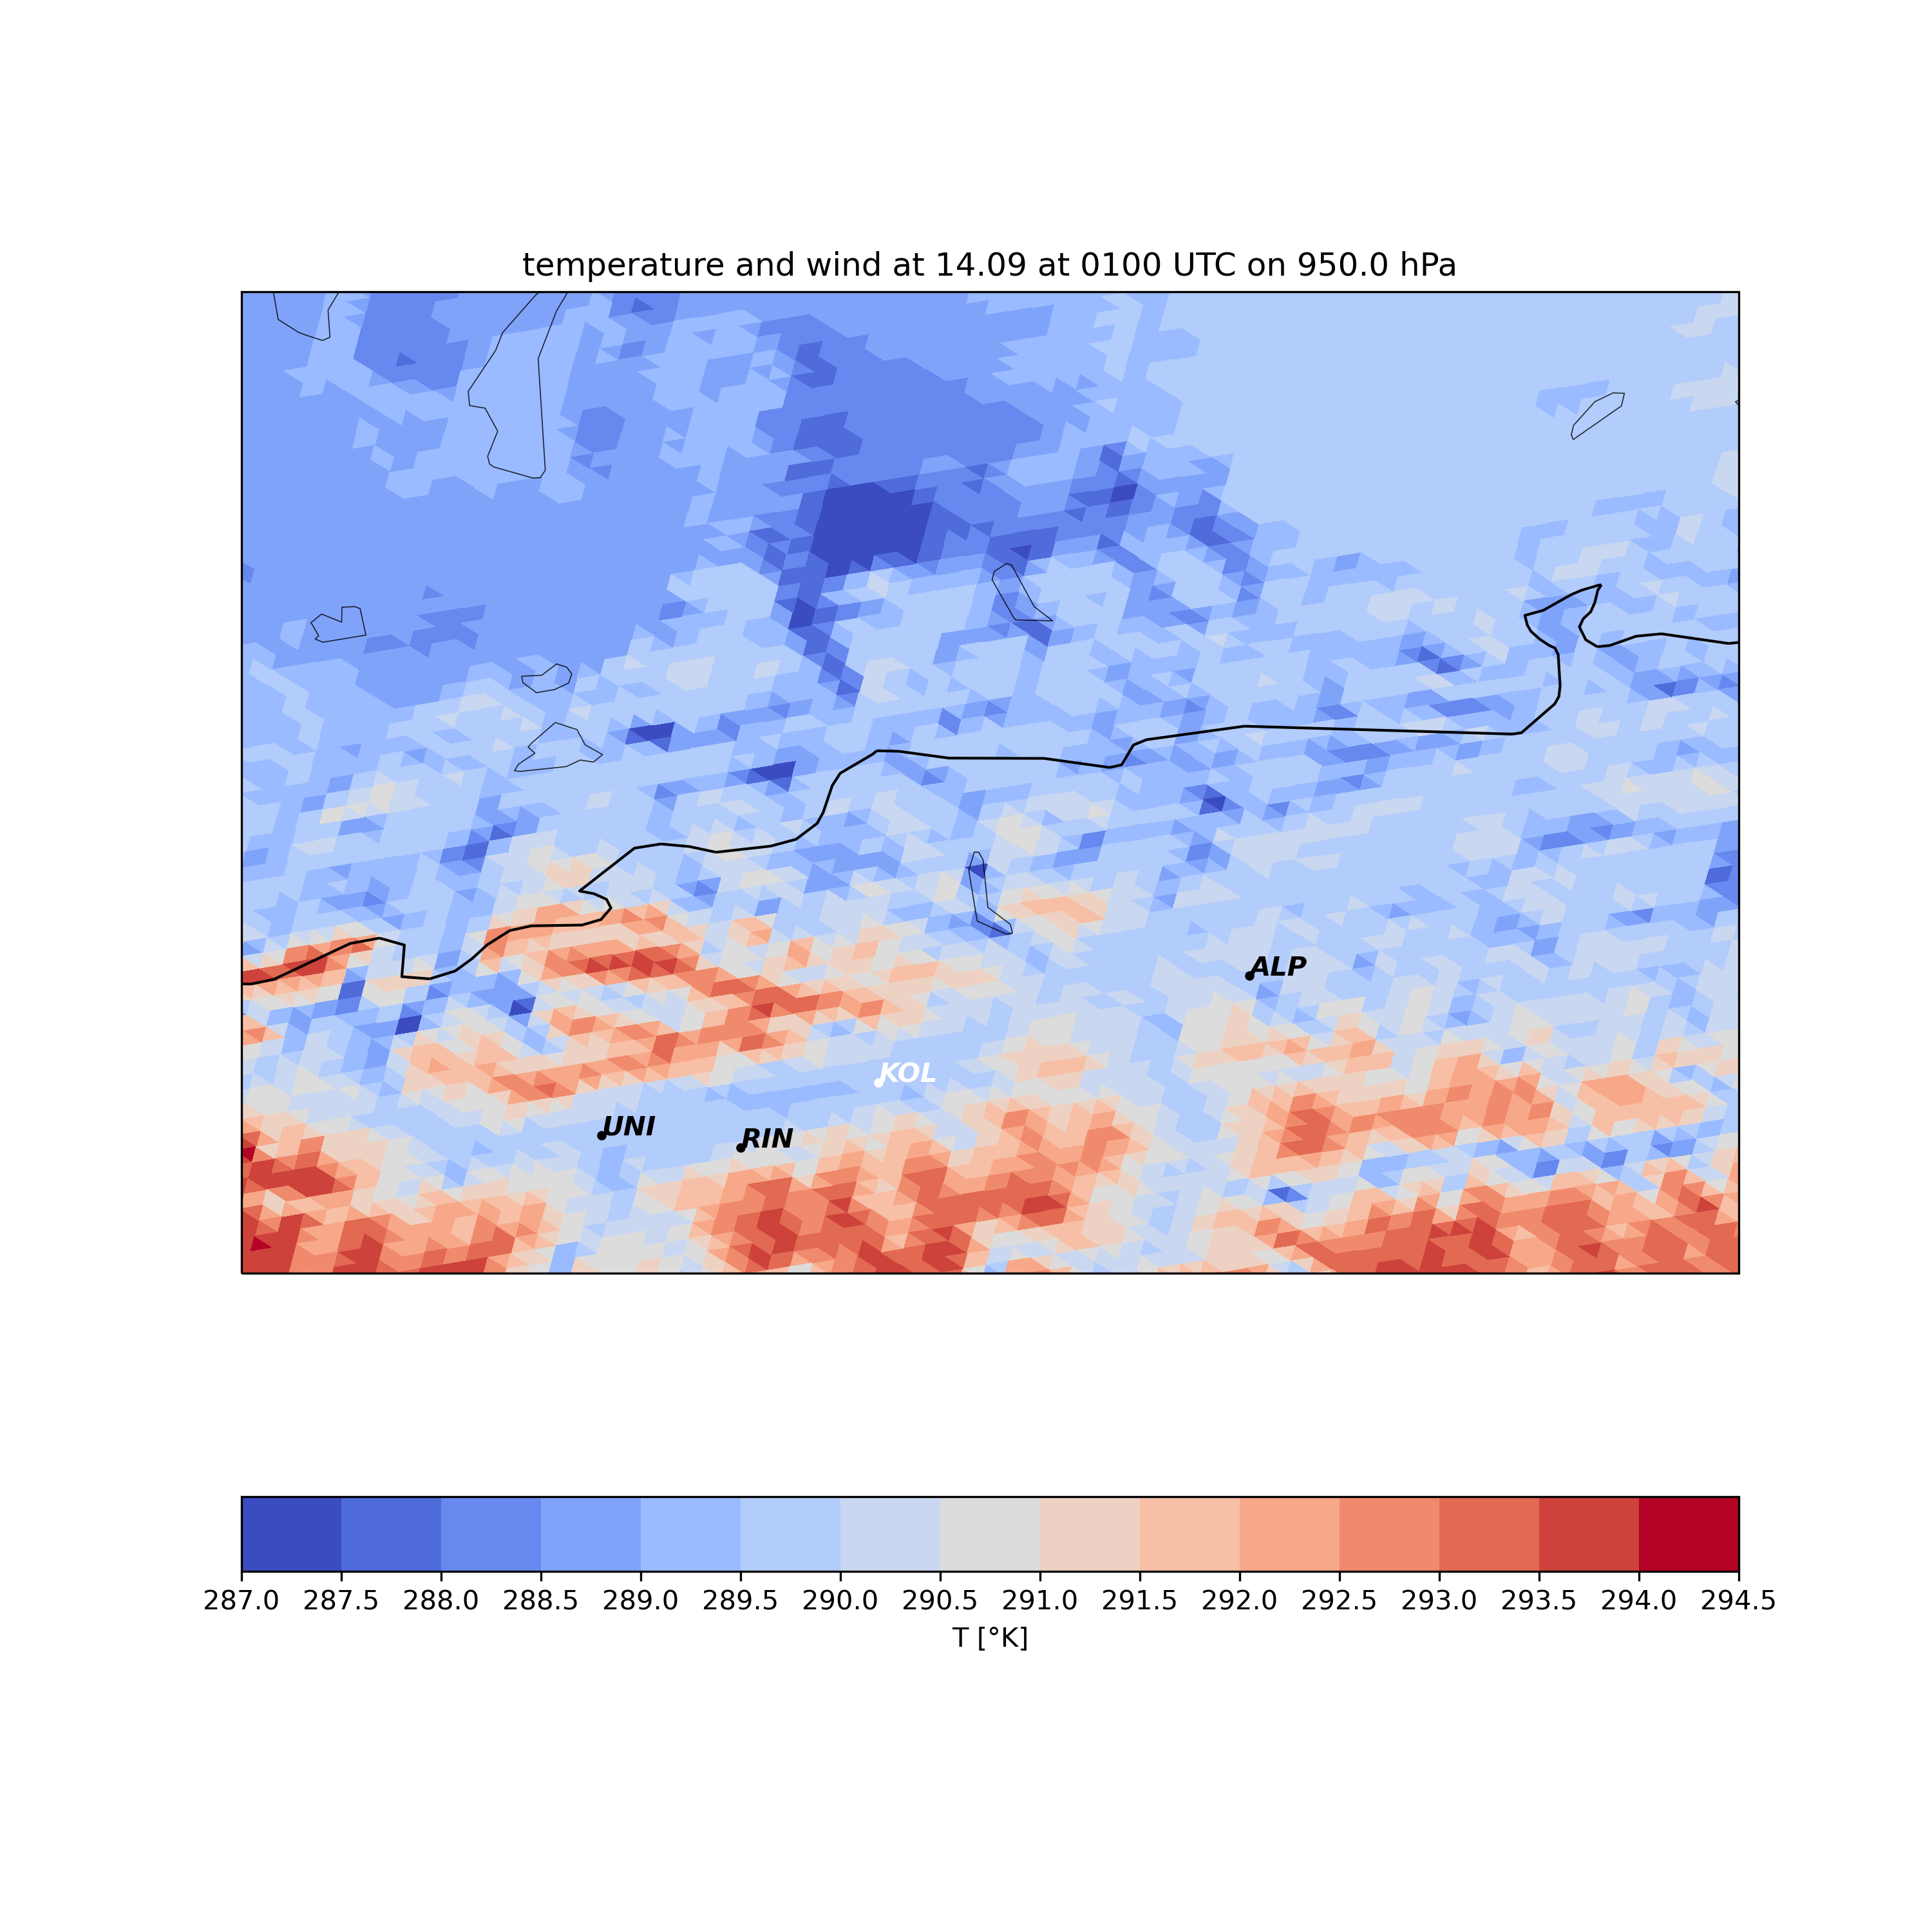 temperature and wind at 14.09 at 0100 UTC on 950.0 hPa
ALP
KOL
UNI
RIN
287.0 287.5 288.0 288.5 289.0 289.5 290.0 290.5 291.0 291.5 292.0 292.5 293.0 293.5 294.0 294.5
T [°K]